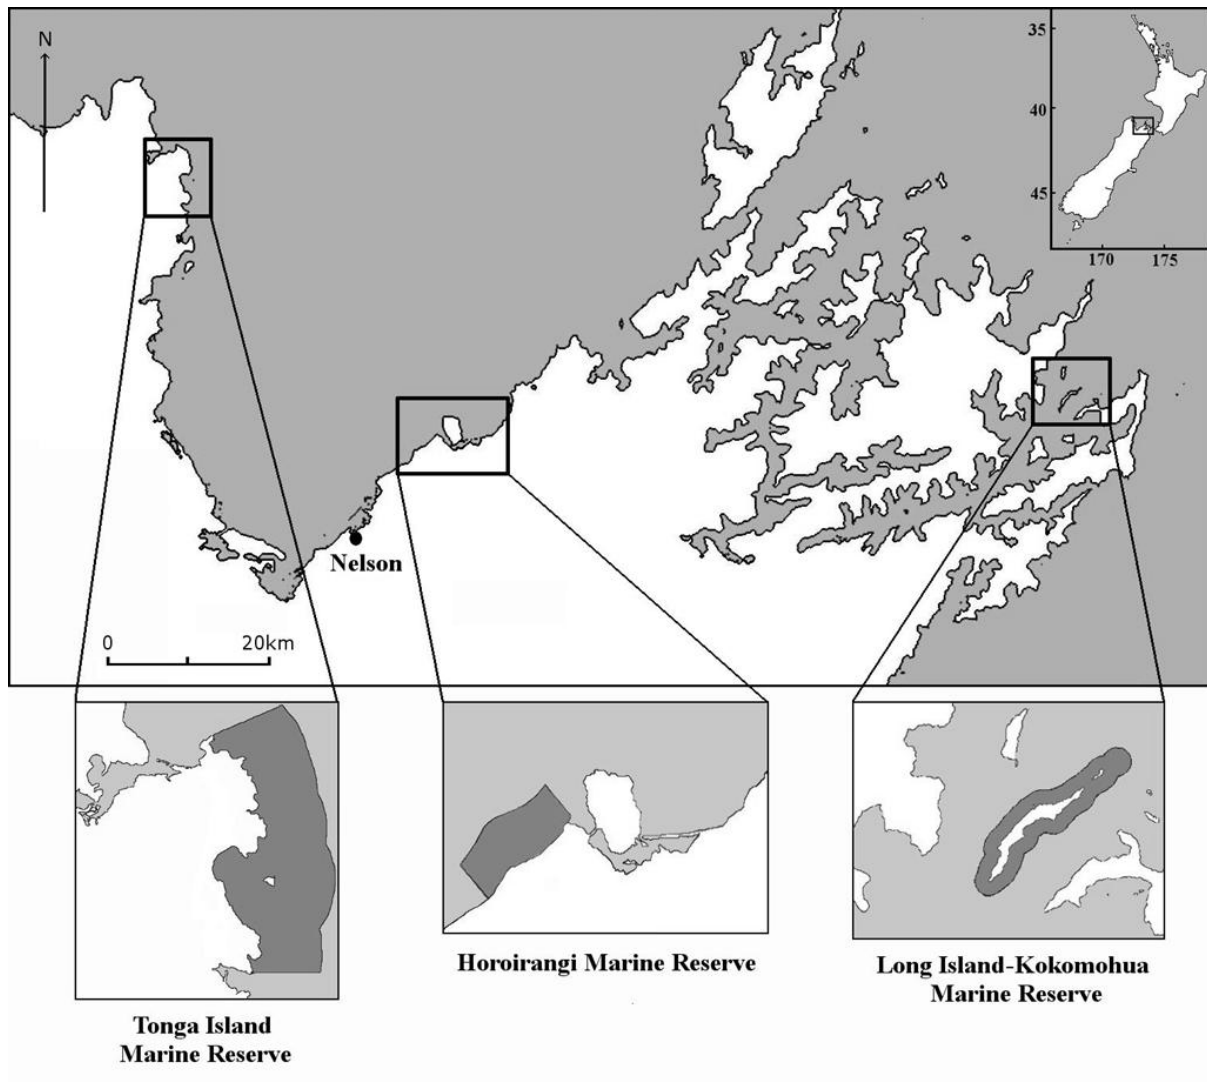 N
35
40
45
170 175
Nelson
0 20km
Horoirangi Marine Reserve
Long Island-Kokomohua
Marine Reserve
Tonga Island
Marine Reserve